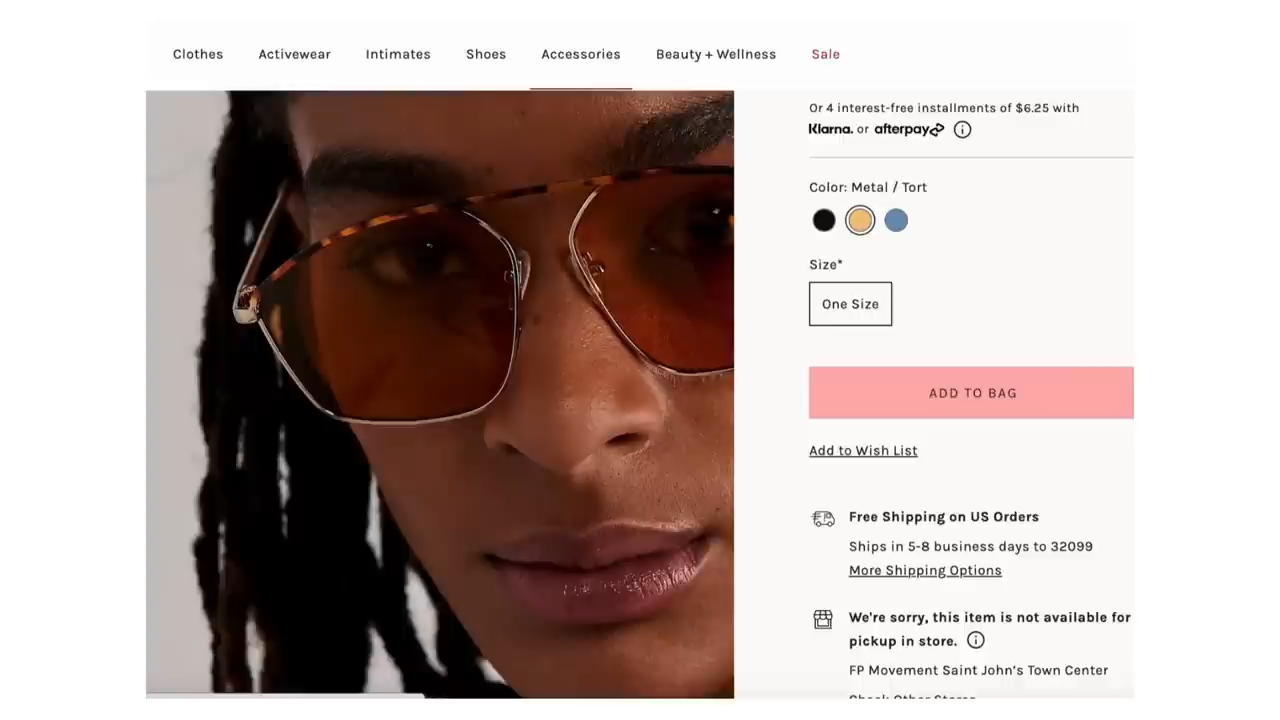 Clothes Activewear Intimates Shoes Accessories Beauty + Wellness Sale
Or 4 interest-free installments of $6.25 with
Klarna. or afterpay
Color: Metal / Tort
Size*
One Size
ADD TO BAG
Add to Wish List
Free Shipping on US Orders
Ships in 5-8 business days to 32099
More Shipping Options
We're sorry, this item is not available for
pickup in store.
FP Movement Saint John's Town Center
Check Other Stores